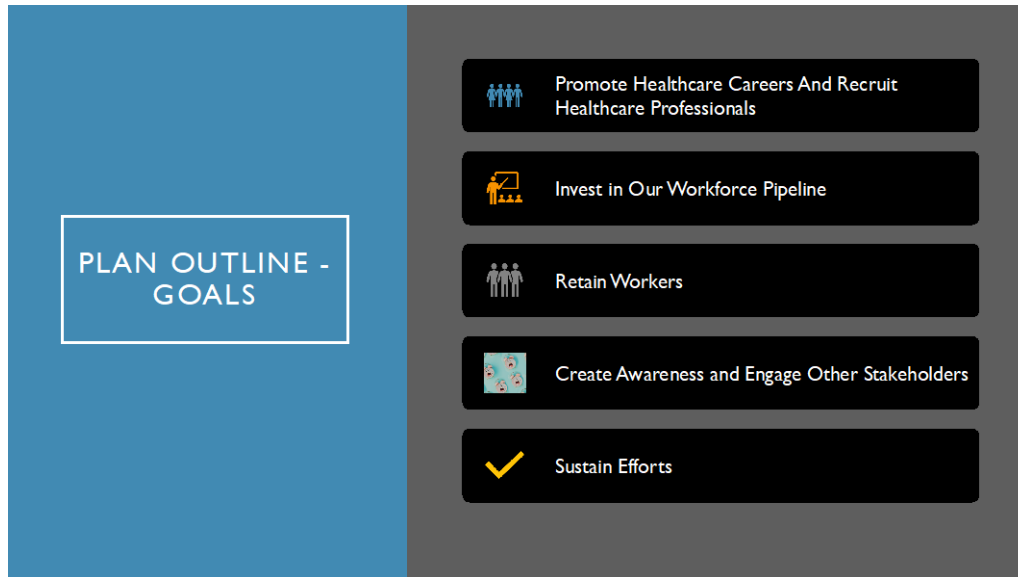 PLAN OUTLINE -
GOALS
Promote Healthcare Careers And Recruit
Healthcare Professionals
Invest in Our Workforce Pipeline
Retain Workers
Create Awareness and Engage Other Stakeholders
Sustain Efforts